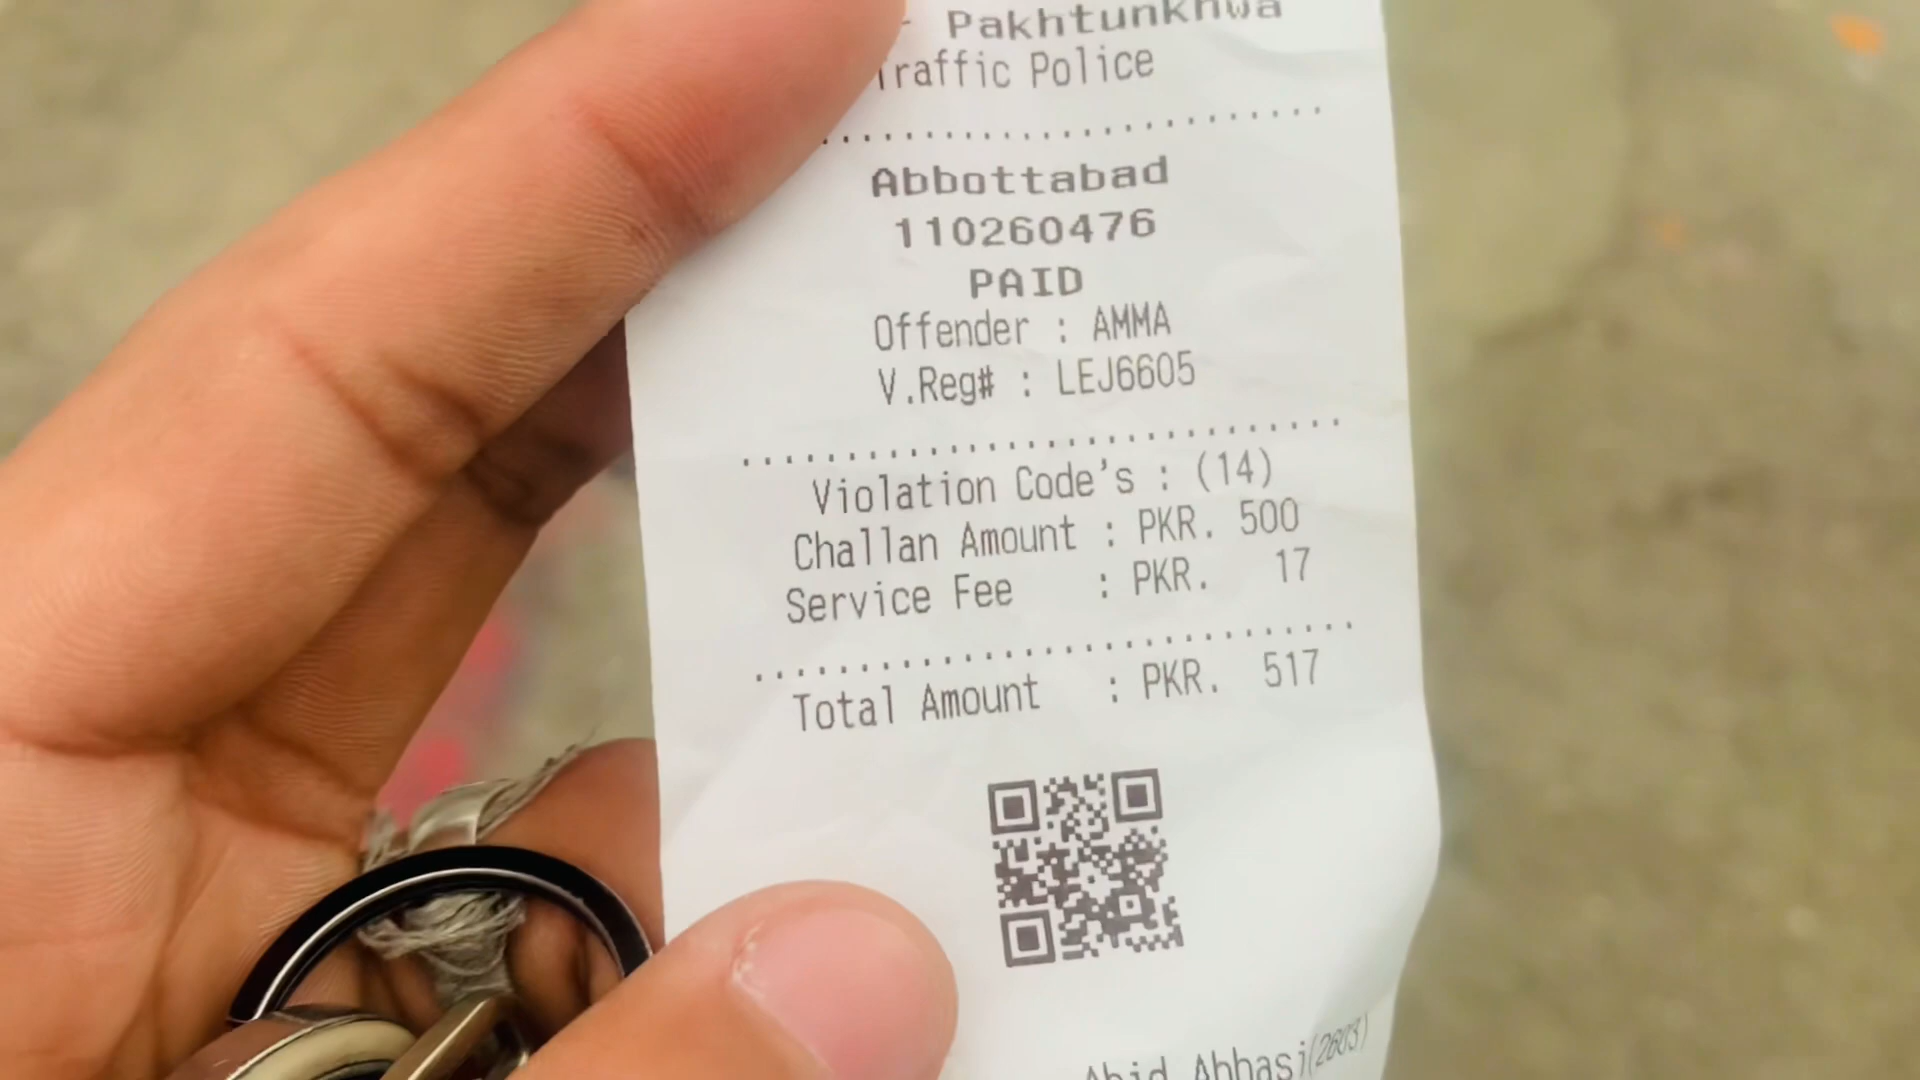 Pakhtunkhwa
Traffic Police
Abbottabad
110260476
PAID
Offender : AMMA
V.Reg# : LEJ6605
Violation Code's : (14)
Challan Amount : PKR. 500
Service Fee : PKR. 17
Total Amount : PKR. 517
Abid Abbasi(2603)